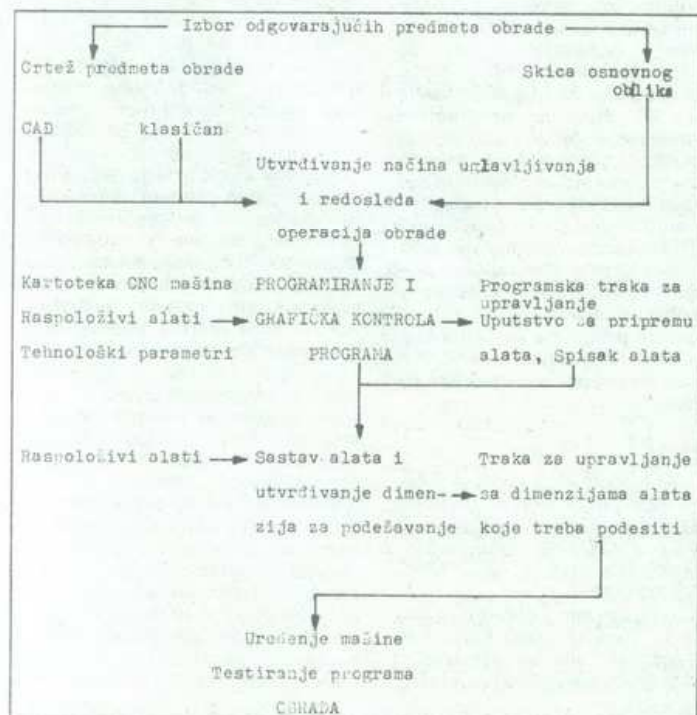 Izbor odgovarajućih predmeta obrade
Crtež predmeta obrade
Skica osnovnog
oblika
CAD klasičan
Utvrđivanje načina uglavljivanja
i redosleda
operacija obrade
Kartoteka CNC mašina PROGRAMIRANJE I Programska traka za
upravljanje
Raspoloživi alati GRAFIČKA KONTROLA Uputstvo za pripremu
Tehnološki parametri PROGRAMA alata, Spisak alata
Raspoloživi alati Sastav alata i Traka za upravljanje
utvrđivanje dimen- sa dimenzijama alata
zija za podešavanje koje treba podesiti
Uređenje mašine
Testiranje programa
OBRADA